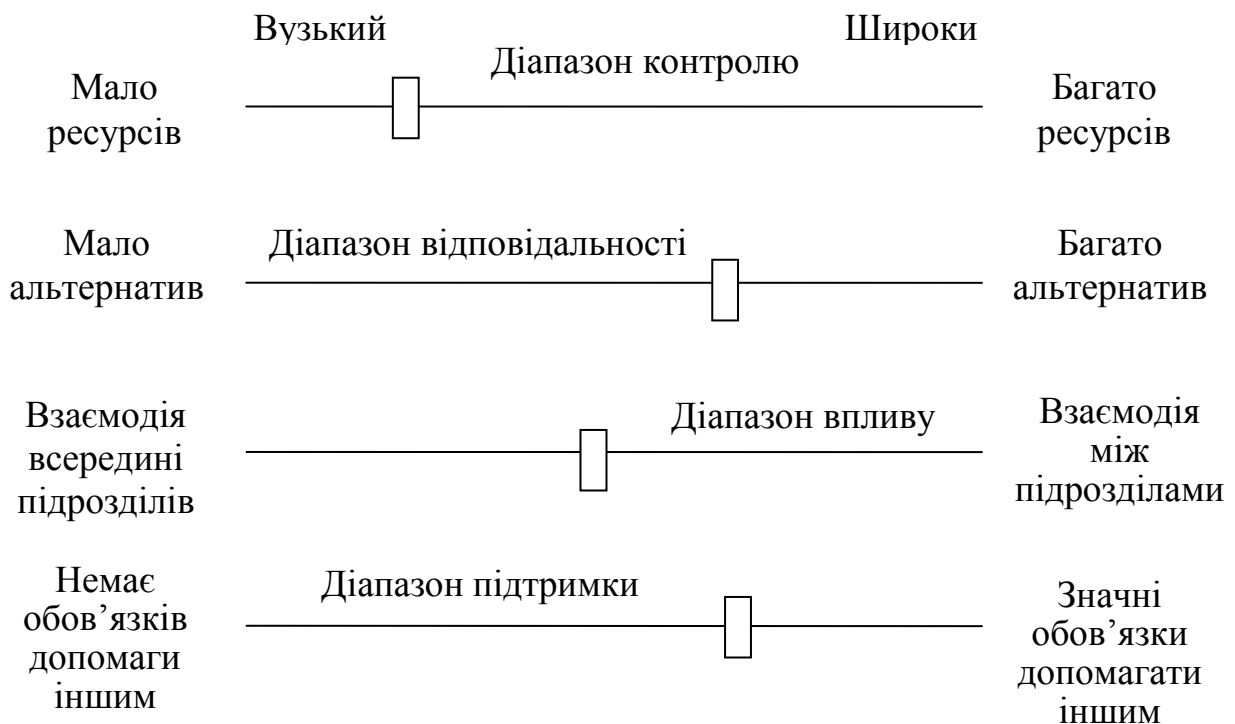 Вузький
Широки
Діапазон контролю
Мало
ресурсів
Багато
ресурсів
Мало
альтернатив
Діапазон відповідальності
Багато
альтернатив
Взаємодія
всередині
підрозділів
Діапазон впливу
Взаємодія
між
підрозділами
Немає
обов’язків
допомаги
іншим
Діапазон підтримки
Значні
обов’язки
допомагати
іншим